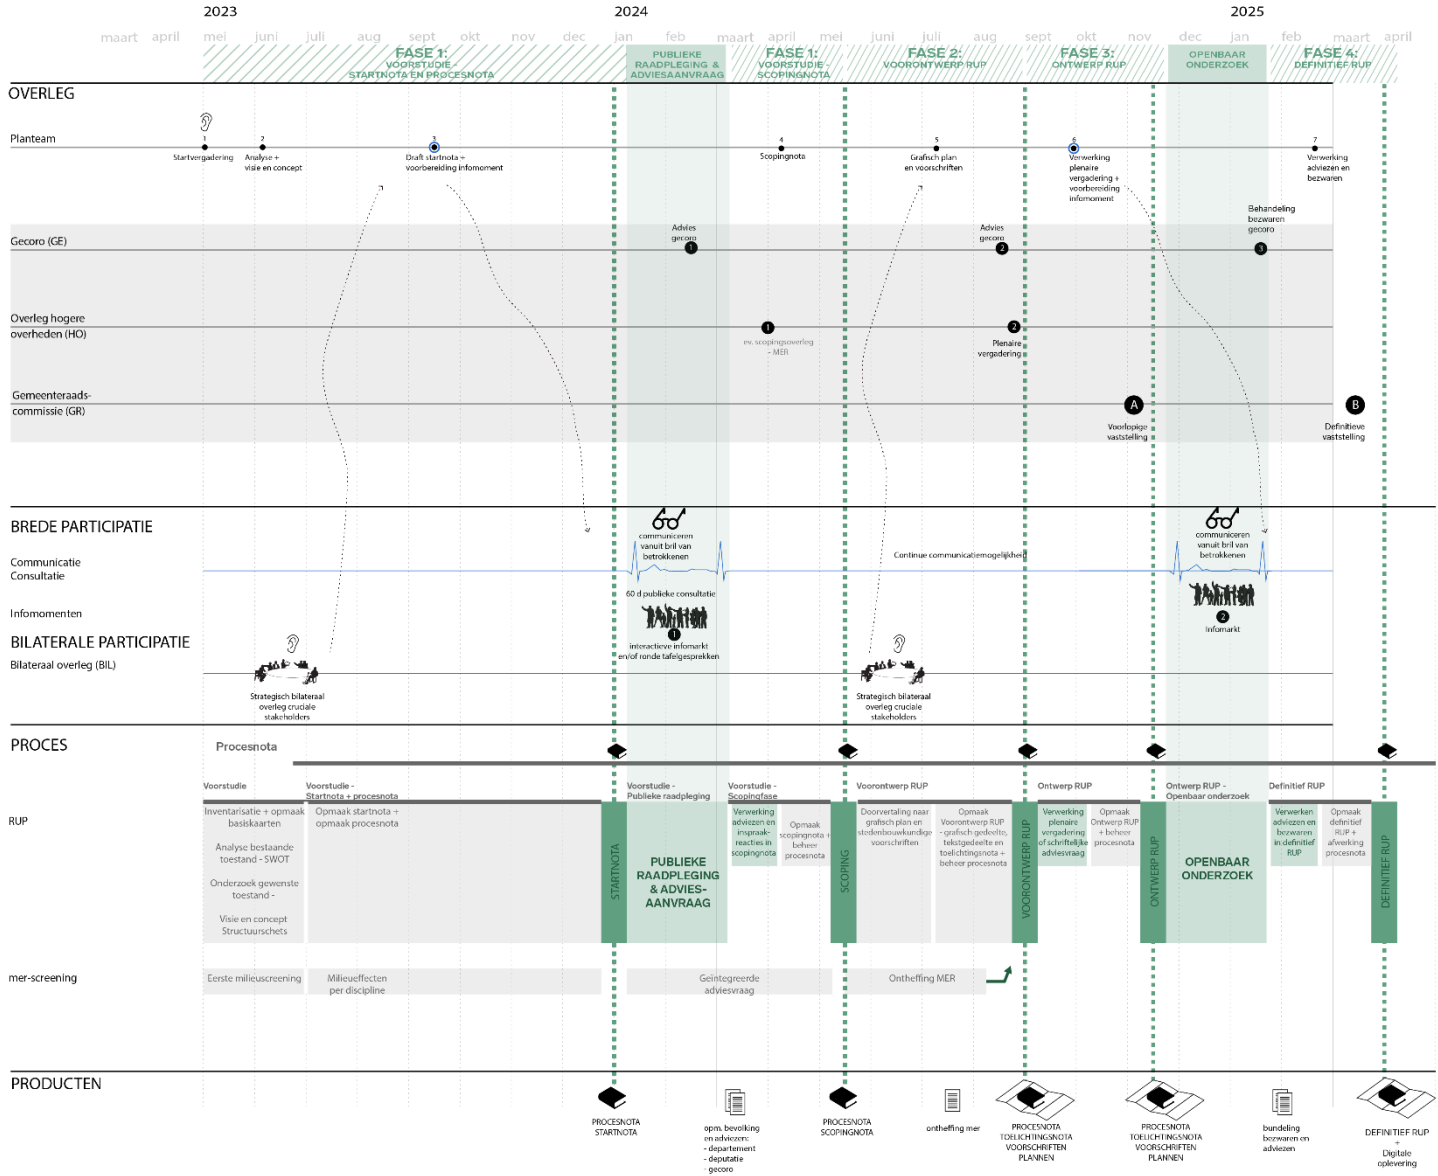 2023
2024
2025
maart april mei juni juli aug sept okt nov dec jan feb maart april mei juni juli aug sept okt nov dec jan feb maart april
FASE 1:
VOORSTUDIE -
STARTNOTA EN PROCESNOTA
PUBLIEKE
RAADPLEGING &
ADVIESAANVRAAG
FASE 1:
VOORSTUDIE -
SCOPINGNOTA
FASE 2:
VOORONTWERP RUP
FASE 3:
ONTWERP RUP
OPENBAAR
ONDERZOEK
FASE 4:
DEFINITIEF RUP
OVERLEG
Planteam
1
Startvergadering
2
Analyse +
visie en concept
3
Draft startnota +
voorbereiding infomoment
4
Scopingnota
5
Grafisch plan
en voorschriften
6
Verwerking
plenaire
vergadering +
voorbereiding
infomoment
7
Verwerking
adviezen en
bezwaren
Gecoro (GE)
Advies
gecoro
1
Advies
gecoro
2
Behandeling
bezwaren
gecoro
3
Overleg hogere
overheden (HO)
1
ev. scopingsoverleg
- MER
2
Plenaire
vergadering
Gemeenteraads-
commissie (GR)
A
Voorlopige
vaststelling
B
Definitieve
vaststelling
BREDE PARTICIPATIE
Communicatie
Consultatie
communiceren
vanuit bril van
betrokkenen
Continue communicatiemogelijkheid
communiceren
vanuit bril van
betrokkenen
Infomomenten
60 d publieke consultatie
1
interactieve infomarkt
en/of ronde tafelgesprekken
2
Infomarkt
BILATERALE PARTICIPATIE
Bilateraal overleg (BIL)
Strategisch bilateraal
overleg cruciale
stakeholders
Strategisch bilateraal
overleg cruciale
stakeholders
PROCES
Procesnota
RUP
Voorstudie
Inventarisatie + opmaak
basiskaarten
Analyse bestaande
toestand - SWOT
Onderzoek gewenste
toestand -
Visie en concept
Structuurschets
Voorstudie -
Startnota + procesnota
Opmaak startnota +
opmaak procesnota
STARTNOTA
Voorstudie -
Publieke raadpleging
PUBLIEKE
RAADPLEGING
& ADVIES-
AANVRAAG
Voorstudie -
Scopingfase
Verwerking
adviezen en
inspraak-
reacties in
scopingnota
Opmaak
scopingnota +
beheer
procesnota
SCOPING
Voorontwerp RUP
Doorvertaling naar
grafisch plan en
stedenbouwkundige
voorschriften
Opmaak
Voorontwerp RUP
- grafisch gedeelte,
tekstgedeelte en
toelichtingsnota +
beheer procesnota
VOORONTWERP RUP
Ontwerp RUP
Verwerking
plenaire
vergadering
of schriftelijke
adviesvraag
Opmaak
Ontwerp RUP
+ beheer
procesnota
ONTWERP RUP
Ontwerp RUP -
Openbaar onderzoek
OPENBAAR
ONDERZOEK
Definitief RUP
Verwerken
adviezen en
bezwaren
in definitief
RUP
Opmaak
definitief
RUP +
afwerking
procesnota
DEFINITIEF RUP
mer-screening
Eerste milieuscreening
Milieueffecten
per discipline
Geïntegreerde
adviesvraag
Ontheffing MER
PRODUCTEN
PROCESNOTA
STARTNOTA
opm. bevolking
en adviezen:
- departement
- deputatie
- gecoro
PROCESNOTA
SCOPINGNOTA
ontheffing mer
PROCESNOTA
TOELICHTINGSNOTA
VOORSCHRIFTEN
PLANNEN
PROCESNOTA
TOELICHTINGSNOTA
VOORSCHRIFTEN
PLANNEN
bundeling
bezwaren en
adviezen
DEFINITIEF RUP
+
Digitale
oplevering